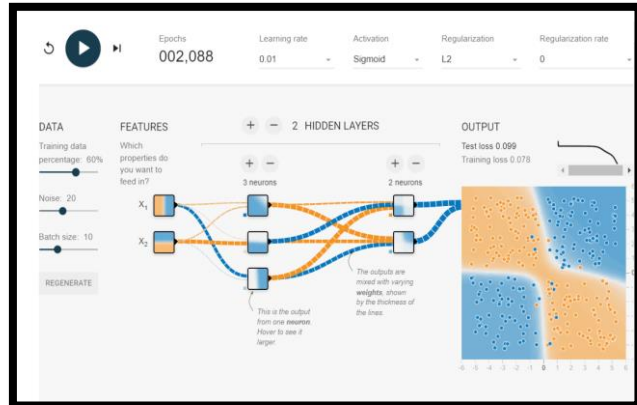 Epochs
002,088
Learning rate
0.01
Activation
Sigmoid
Regularization
L2
Regularization rate
0
DATA
Training data
percentage: 60%
Noise: 20
Batch size: 10
REGENERATE
FEATURES
Which
properties do
you want to
feed in?
X1
X2
+ − 2 HIDDEN LAYERS
+ −
3 neurons
+ −
2 neurons
This is the output
from one neuron.
Hover to see it
larger.
The outputs are
mixed with varying
weights, shown
by the thickness of
the lines.
OUTPUT
Test loss 0.099
Training loss 0.078
-6 -5 -4 -3 -2 -1 0 1 2 3 4 5 6